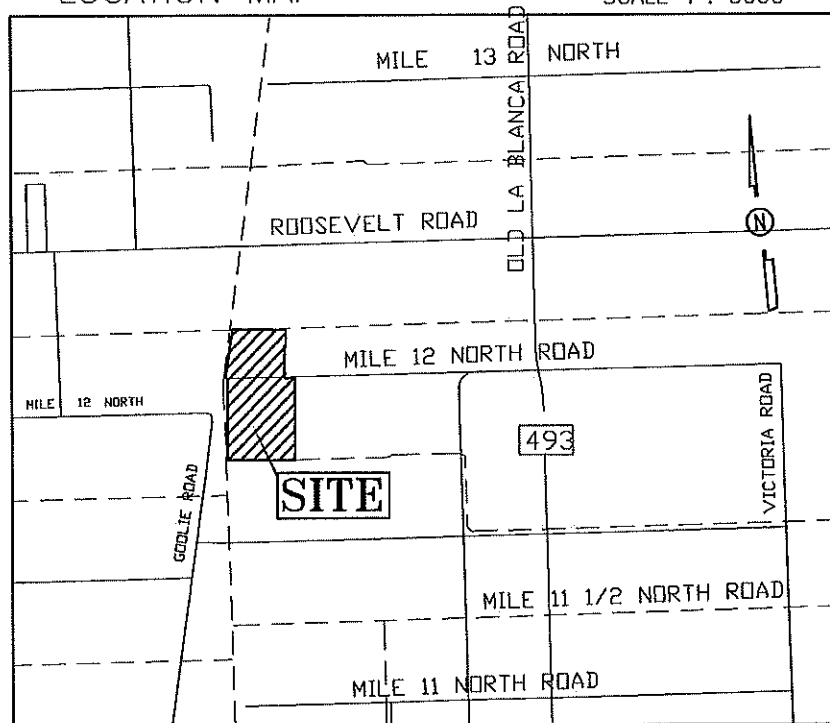 MILE 13 NORTH
OLD LA BLANCA ROAD
ROOSEVELT ROAD
N
MILE 12 NORTH ROAD
MILE 12 NORTH
493
VICTORIA ROAD
SITE
GOOLIE ROAD
MILE 11 1/2 NORTH ROAD
MILE 11 NORTH ROAD